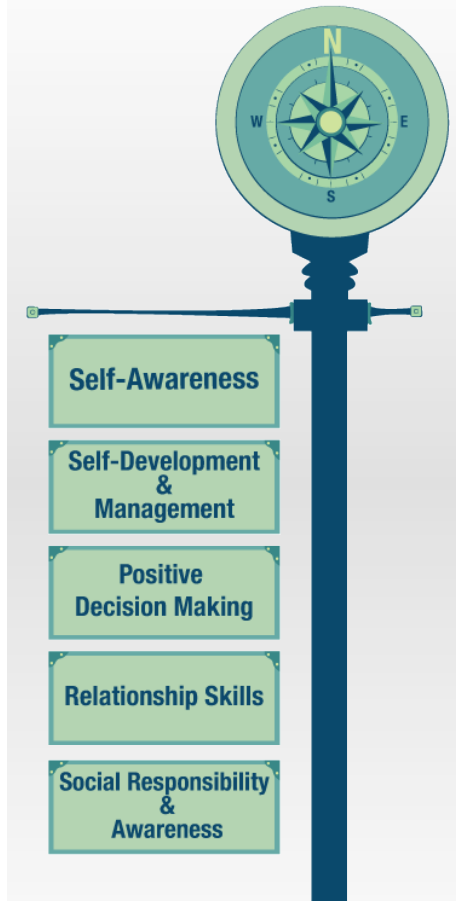 N
W E
S
C C
Self-Awareness
Self-Development
&
Management
Positive
Decision Making
Relationship Skills
Social Responsibility
&
Awareness